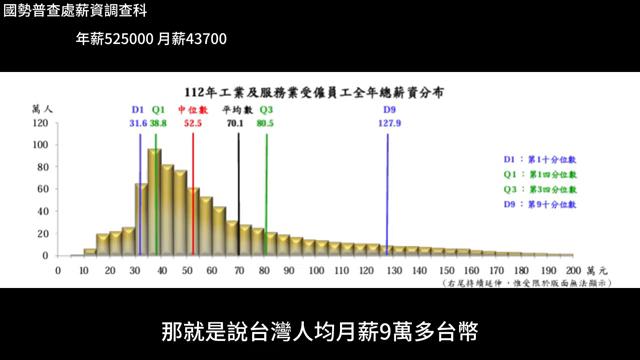 國勢普查處薪資調查科
年薪525000 月薪43700
112年工業及服務業受僱員工全年總薪資分布
萬人 D1 Q1 中位數 平均數 Q3 D9
120 31.6 38.8 52.5 70.1 80.5 127.9
100
80
60
40
20
0
D1：第1十分位數
Q1：第1四分位數
Q3：第3四分位數
D9：第9十分位數
0 10 20 30 40 50 60 70 80 90 100 110 120 130 140 150 160 170 180 190 200 萬元
(右尾持續延伸，惟受限於版面無法顯示)
那就是說台灣人均月薪9萬多台幣